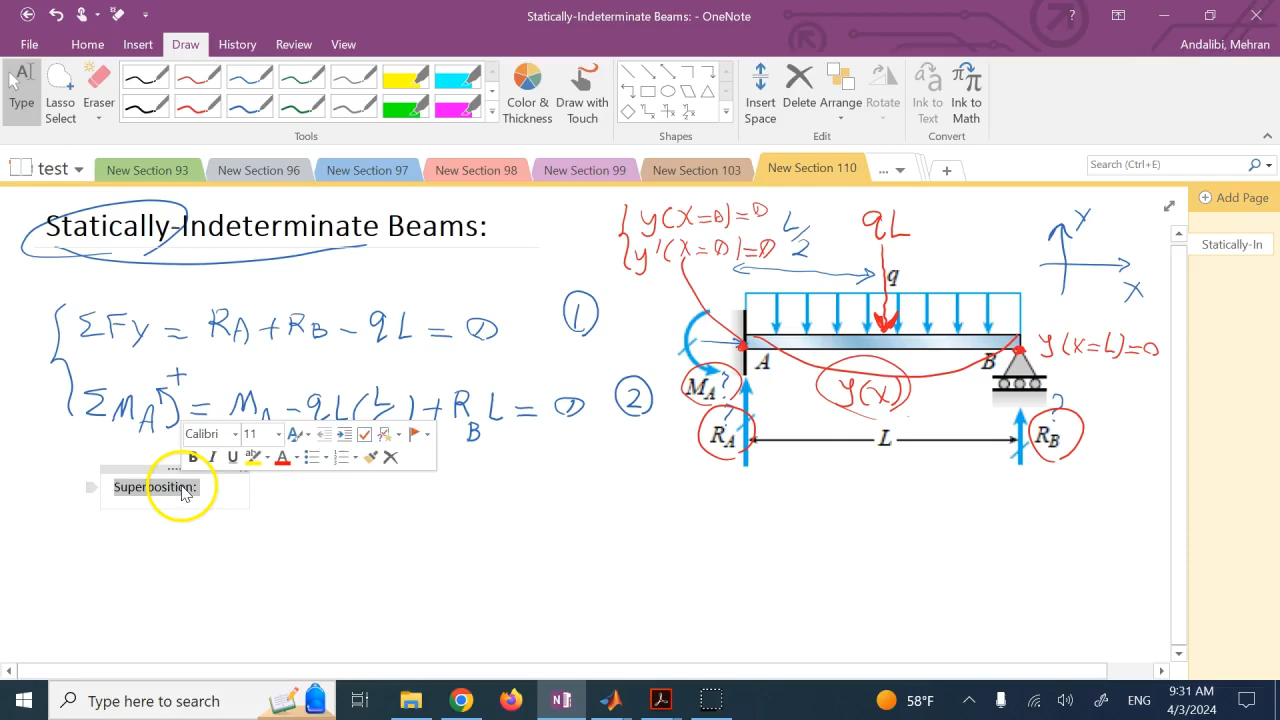 Statically-Indeterminate Beams: - OneNote
?
File Home Insert Draw History Review View
Andalibi, Mehran
Type
Lasso Select
Eraser
Color & Thickness
Draw with Touch
Insert Space
Delete
Arrange
Rotate
Ink to Text
Ink to Math
Tools
Shapes
Edit
Convert
test
New Section 93
New Section 96
New Section 97
New Section 98
New Section 99
New Section 103
New Section 110
...
Search (Ctrl+E)
Add Page
Statically-In
Statically-Indeterminate Beams:
y(x=0)=0
y'(x=0)=0
L/2
qL
q
y
x
ΣFy = RA + RB - qL = 0 ①
ΣMA + = MA - qL(L/ ) + RB L = 0 ②
A
B
y(x=L)=0
MA ?
y(x)
?
RA
L
?
RB
Calibri 11
B I U ab A
Superposition:
Type here to search
58°F
ENG
9:31 AM
4/3/2024